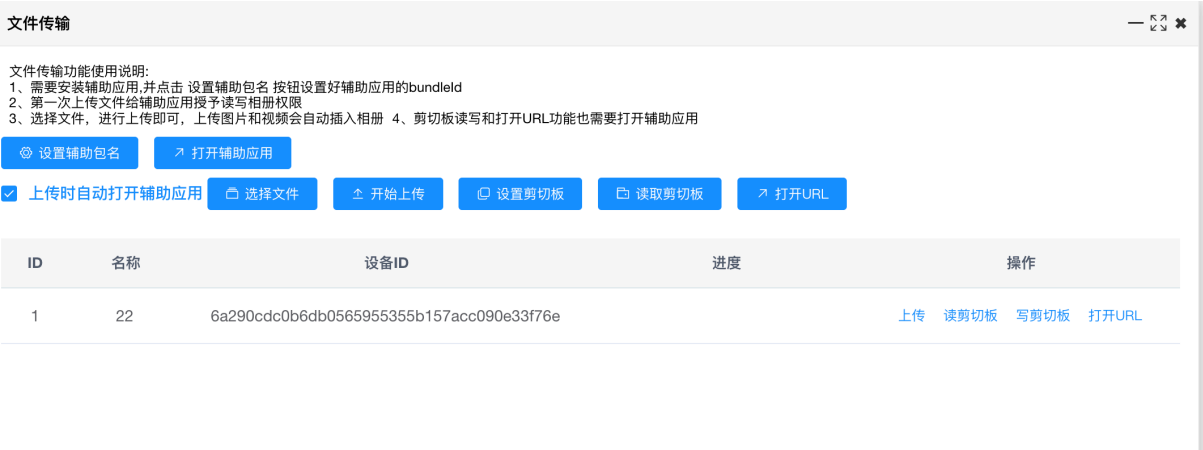 文件传输
文件传输功能使用说明:
1、需要安装辅助应用,并点击 设置辅助包名 按钮设置好辅助应用的bundleId
2、第一次上传文件给辅助应用授予读写相册权限
3、选择文件，进行上传即可，上传图片和视频会自动插入相册 4、剪切板读写和打开URL功能也需要打开辅助应用
设置辅助包名 打开辅助应用
上传时自动打开辅助应用 选择文件 开始上传 设置剪切板 读取剪切板 打开URL
ID 名称 设备ID 进度 操作
1 22 6a290cdc0b6db0565955355b157acc090e33f76e 上传 读剪切板 写剪切板 打开URL